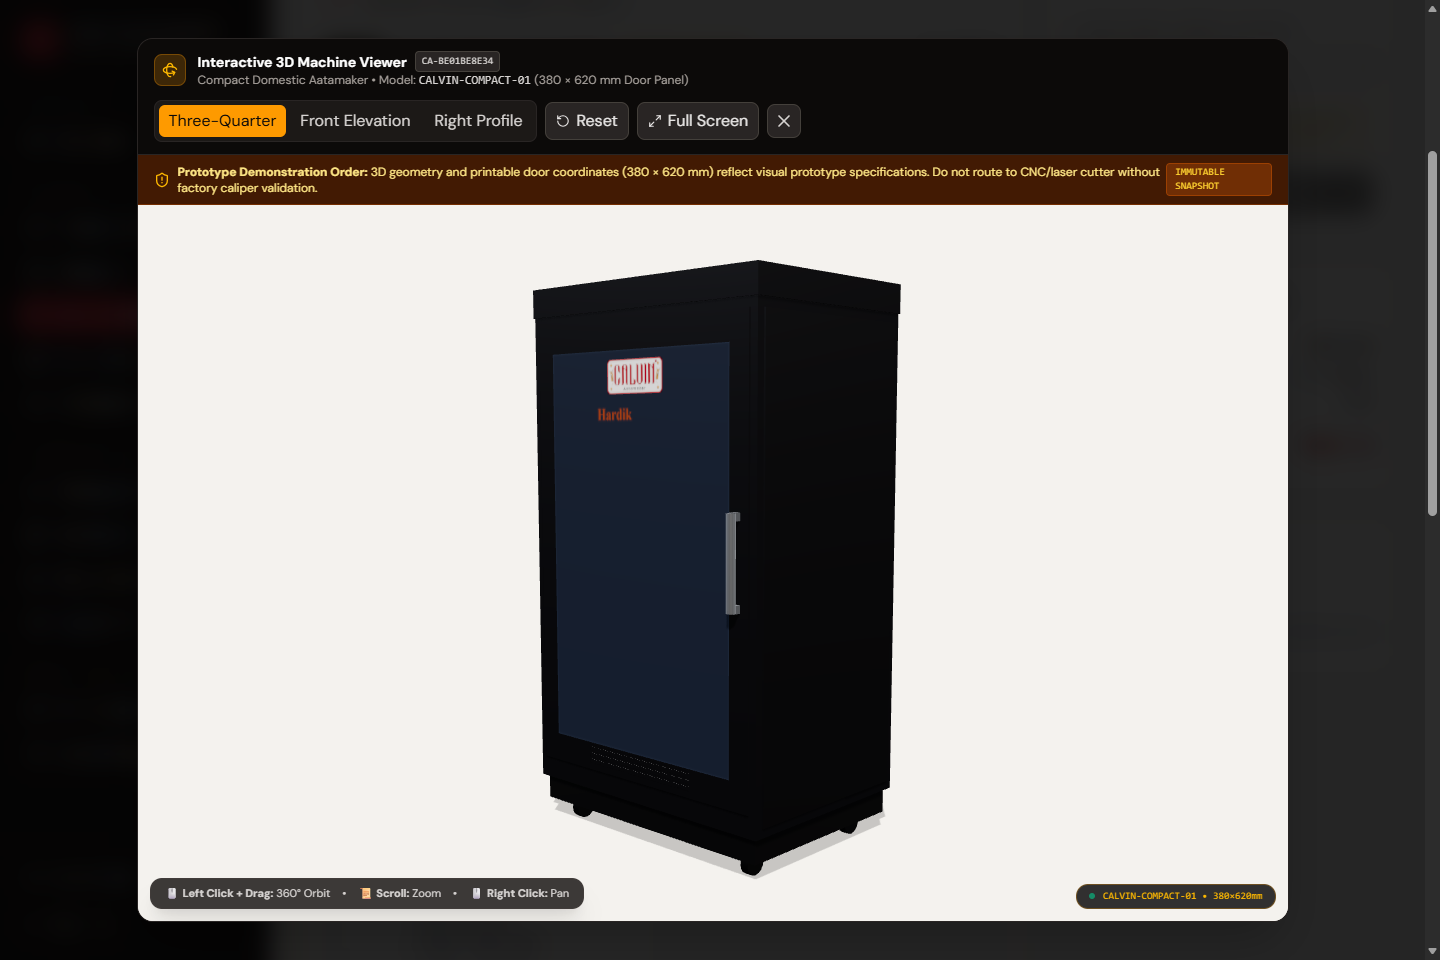 Interactive 3D Machine Viewer CA-BE01BE8E34
Compact Domestic Aatamaker • Model: CALVIN-COMPACT-01 (380 × 620 mm Door Panel)
Three-Quarter Front Elevation Right Profile Reset Full Screen
Prototype Demonstration Order: 3D geometry and printable door coordinates (380 × 620 mm) reflect visual prototype specifications. Do not route to CNC/laser cutter without
factory caliper validation.
IMMUTABLE
SNAPSHOT
CALVIN
Hardik
Left Click + Drag: 360° Orbit • Scroll: Zoom • Right Click: Pan
CALVIN-COMPACT-01 • 380×620mm